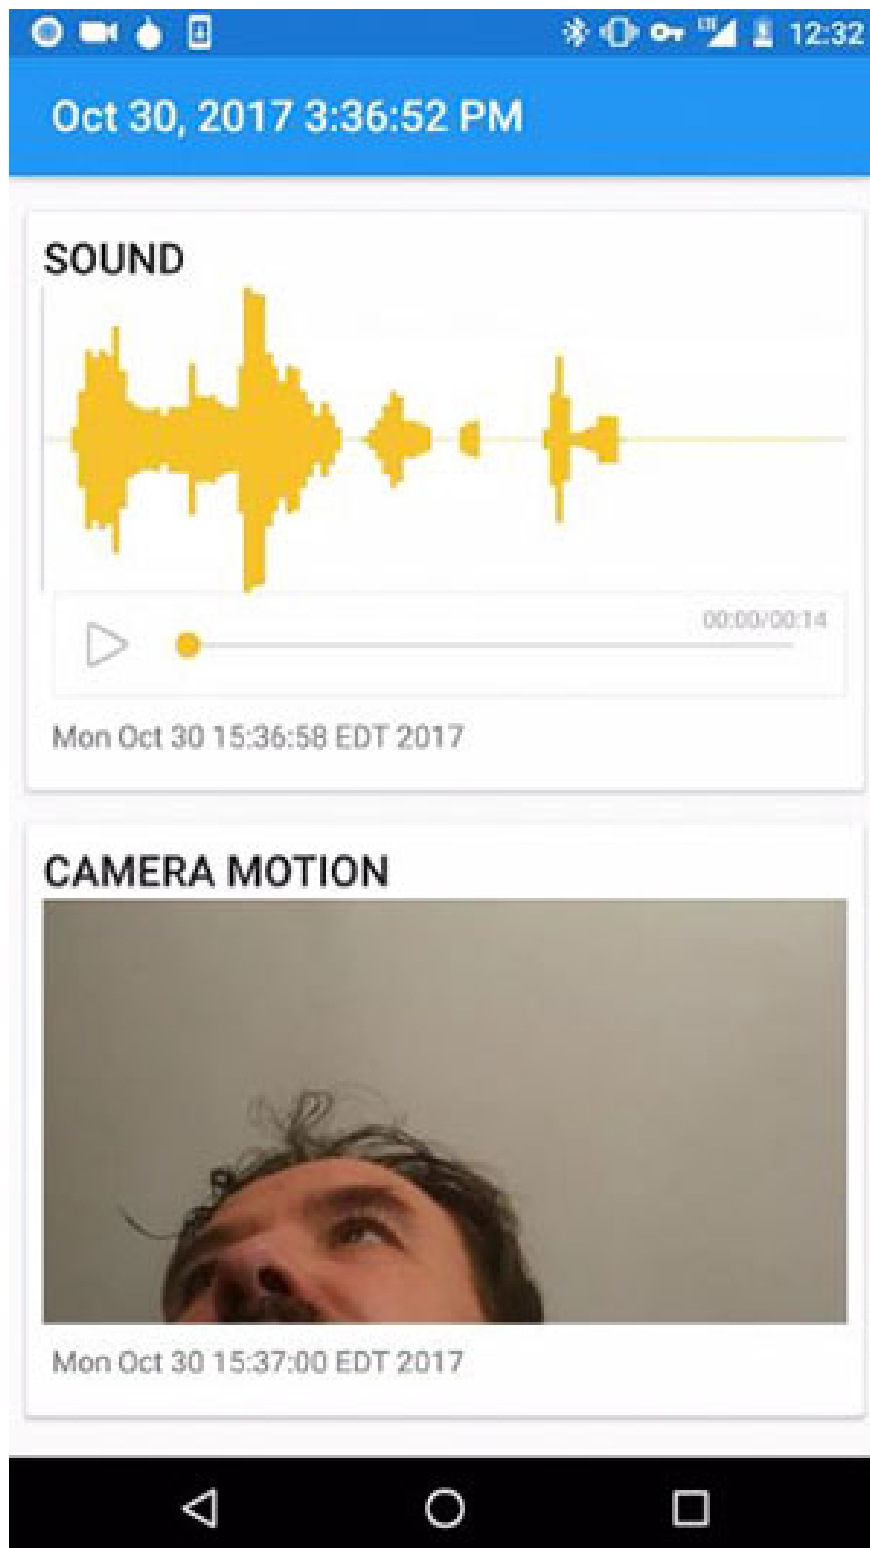 LTE 12:32
Oct 30, 2017 3:36:52 PM
SOUND
00:00/00:14
Mon Oct 30 15:36:58 EDT 2017
CAMERA MOTION
Mon Oct 30 15:37:00 EDT 2017